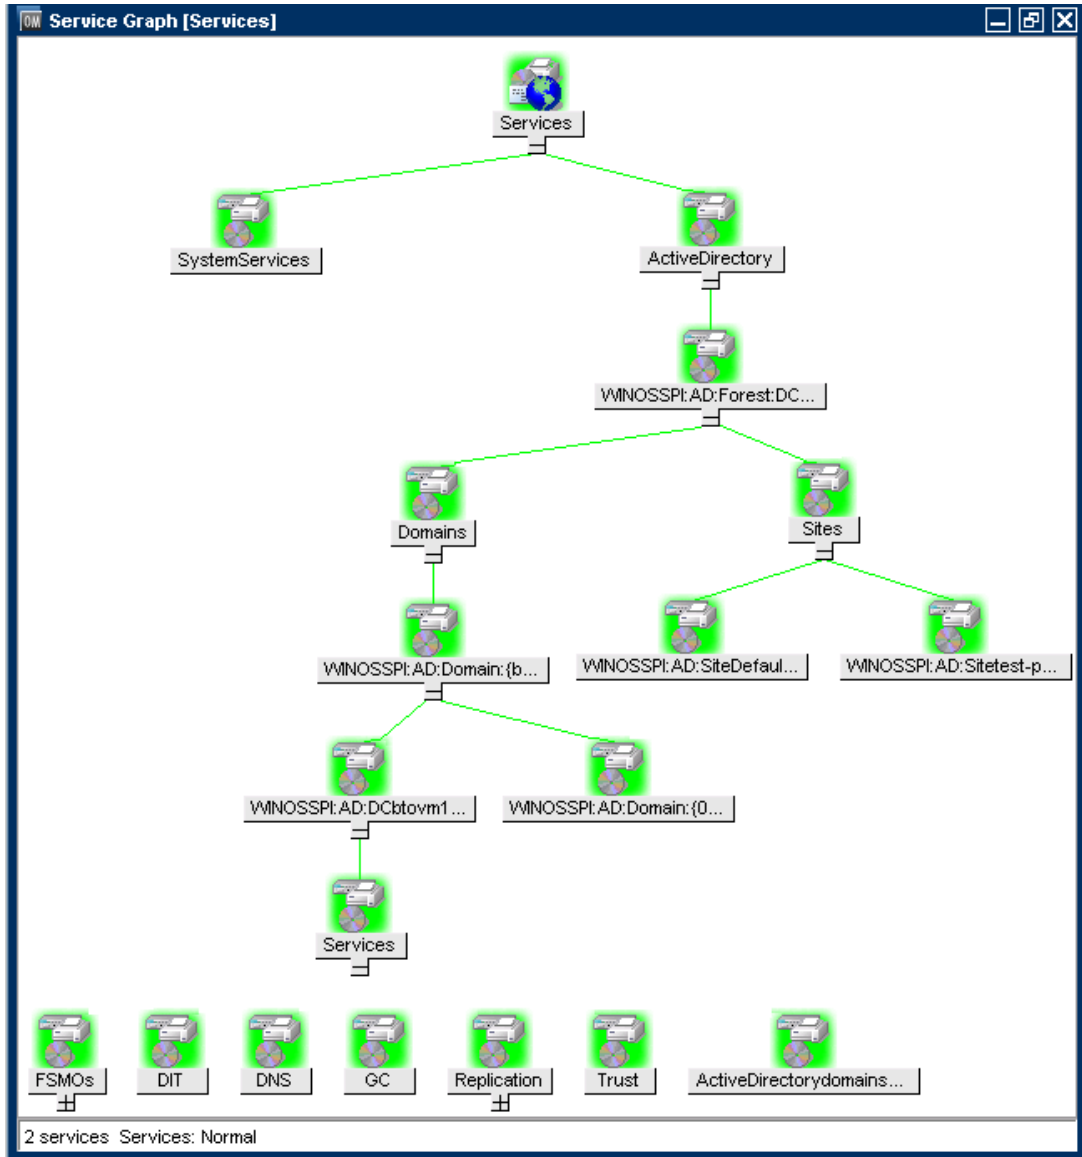 OM Service Graph [Services]
Services
SystemServices
ActiveDirectory
WINOSSPI:AD:Forest:DC...
Domains
Sites
WINOSSPI:AD:Domain:{b...
WINOSSPI:AD:SiteDefaul...
WINOSSPI:AD:Sitetest-p...
WINOSSPI:AD:DCbtovm1...
WINOSSPI:AD:Domain:{0...
Services
FSMOs
DIT
DNS
GC
Replication
Trust
ActiveDirectorydomains...
2 services Services: Normal